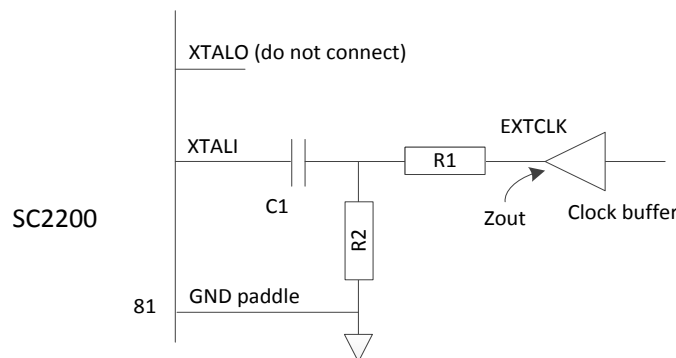 XTALO (do not connect)
EXTCLK
XTALI
R1
C1
Zout
Clock buffer
SC2200
R2
81
GND paddle